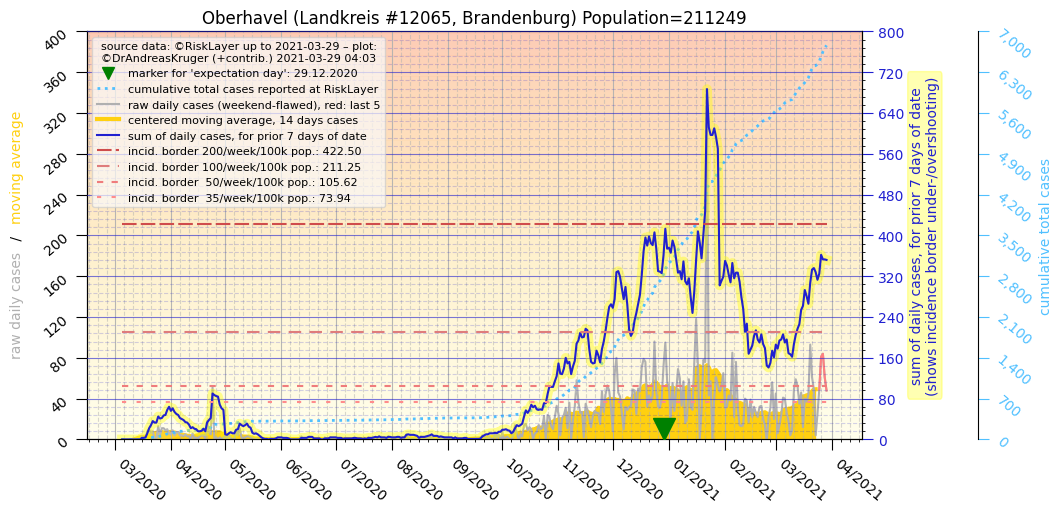 Oberhavel (Landkreis #12065, Brandenburg) Population=211249
source data: ©RiskLayer up to 2021-03-29 – plot:
©DrAndreasKruger (+contrib.) 2021-03-29 04:03
marker for 'expectation day': 29.12.2020
cumulative total cases reported at RiskLayer
raw daily cases (weekend-flawed), red: last 5
centered moving average, 14 days cases
sum of daily cases, for prior 7 days of date
incid. border 200/week/100k pop.: 422.50
incid. border 100/week/100k pop.: 211.25
incid. border  50/week/100k pop.: 105.62
incid. border  35/week/100k pop.: 73.94
raw daily cases / moving average
400
360
320
280
240
200
160
120
80
40
0
03/2020
04/2020
05/2020
06/2020
07/2020
08/2020
09/2020
10/2020
11/2020
12/2020
01/2021
02/2021
03/2021
04/2021
800
720
640
560
480
400
320
240
160
80
0
sum of daily cases, for prior 7 days of date
(shows incidence border under-/overshooting)
7,000
6,300
5,600
4,900
4,200
3,500
2,800
2,100
1,400
700
0
cumulative total cases